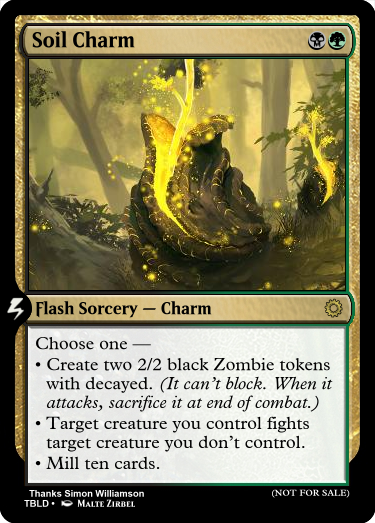 Soil Charm
Flash Sorcery — Charm
Choose one —
• Create two 2/2 black Zombie tokens
with decayed. (It can't block. When it
attacks, sacrifice it at end of combat.)
• Target creature you control fights
target creature you don't control.
• Mill ten cards.
Thanks Simon Williamson
(NOT FOR SALE)
TBLD • Malte Zirbel